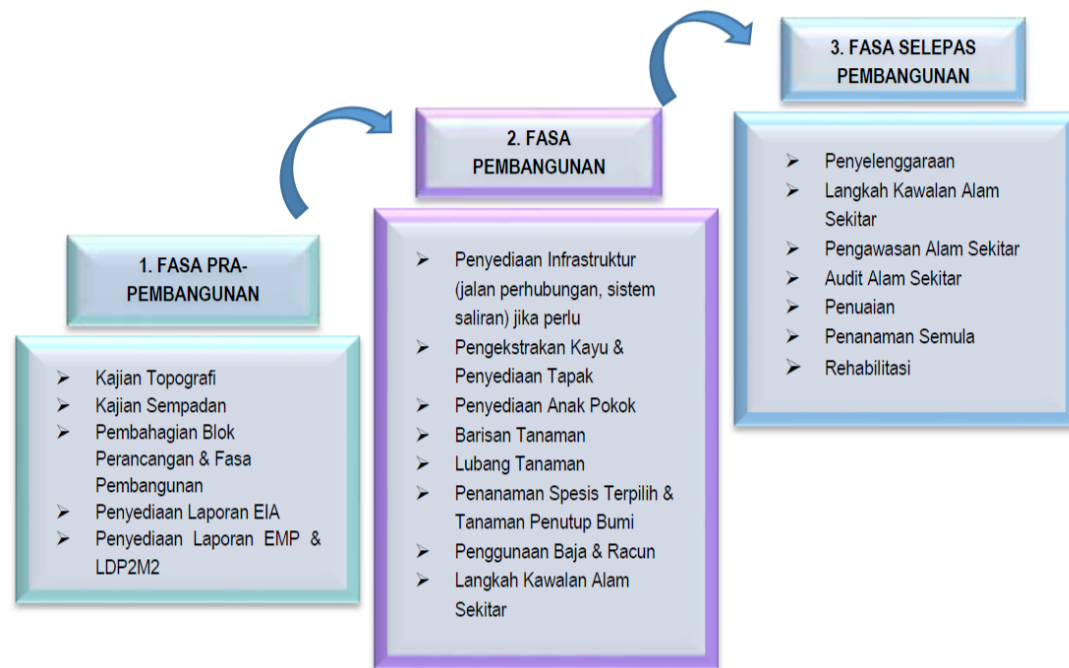 1. FASA PRA-
PEMBANGUNAN
➢ Kajian Topografi
➢ Kajian Sempadan
➢ Pembahagian Blok
Perancangan & Fasa
Pembangunan
➢ Penyediaan Laporan EIA
➢ Penyediaan Laporan EMP &
LDP2M2
2. FASA
PEMBANGUNAN
➢ Penyediaan Infrastruktur
(jalan perhubungan, sistem
saliran) jika perlu
➢ Pengekstrakan Kayu &
Penyediaan Tapak
➢ Penyediaan Anak Pokok
➢ Barisan Tanaman
➢ Lubang Tanaman
➢ Penanaman Spesis Terpilih &
Tanaman Penutup Bumi
➢ Penggunaan Baja & Racun
➢ Langkah Kawalan Alam
Sekitar
3. FASA SELEPAS
PEMBANGUNAN
➢ Penyelenggaraan
➢ Langkah Kawalan Alam
Sekitar
➢ Pengawasan Alam Sekitar
➢ Audit Alam Sekitar
➢ Penuaian
➢ Penanaman Semula
➢ Rehabilitasi